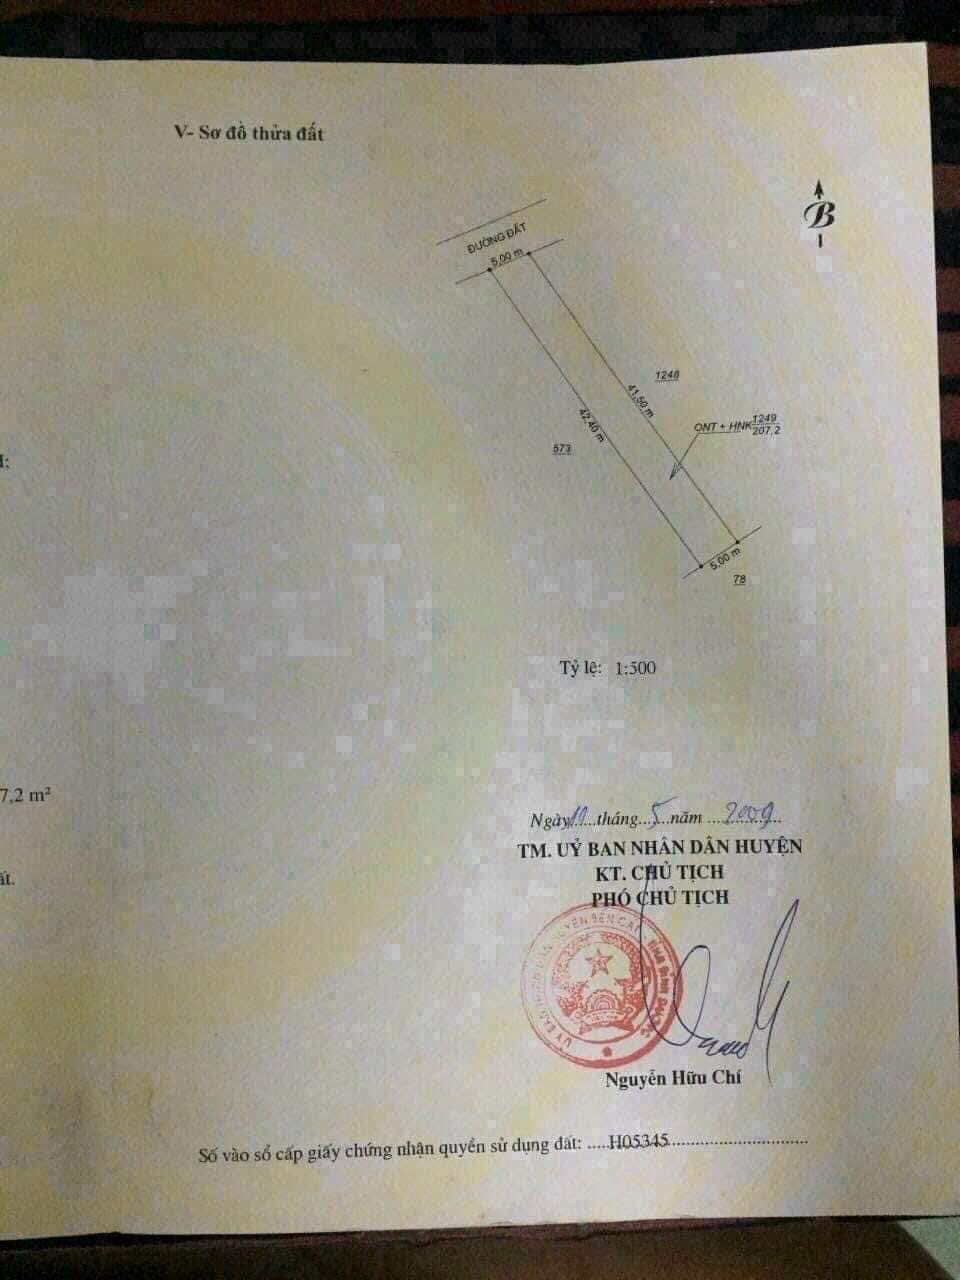 V- Sơ đồ thửa đất
B
ĐƯỜNG ĐẤT
5,00 m
1248
41,50 m
42,40 m
ONT + HNK 1249
207,2
573
5,00 m
78
Tỷ lệ: 1:500
7,2 m²
ất.
Ngày......tháng...5...năm ...2009...
TM. UỶ BAN NHÂN DÂN HUYỆN
KT. CHỦ TỊCH
PHÓ CHỦ TỊCH
Nguyễn Hữu Chí
Số vào sổ cấp giấy chứng nhận quyền sử dụng đất: .....H05345...............................